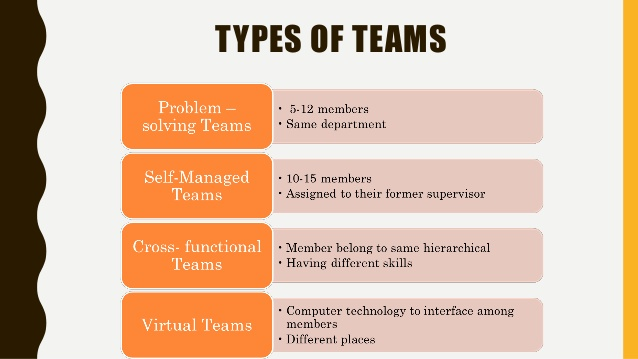 TYPES OF TEAMS
Problem –
solving Teams
• 5-12 members
• Same department
Self-Managed
Teams
• 10-15 members
• Assigned to their former supervisor
Cross- functional
Teams
• Member belong to same hierarchical
• Having different skills
Virtual Teams
• Computer technology to interface among
members
• Different places